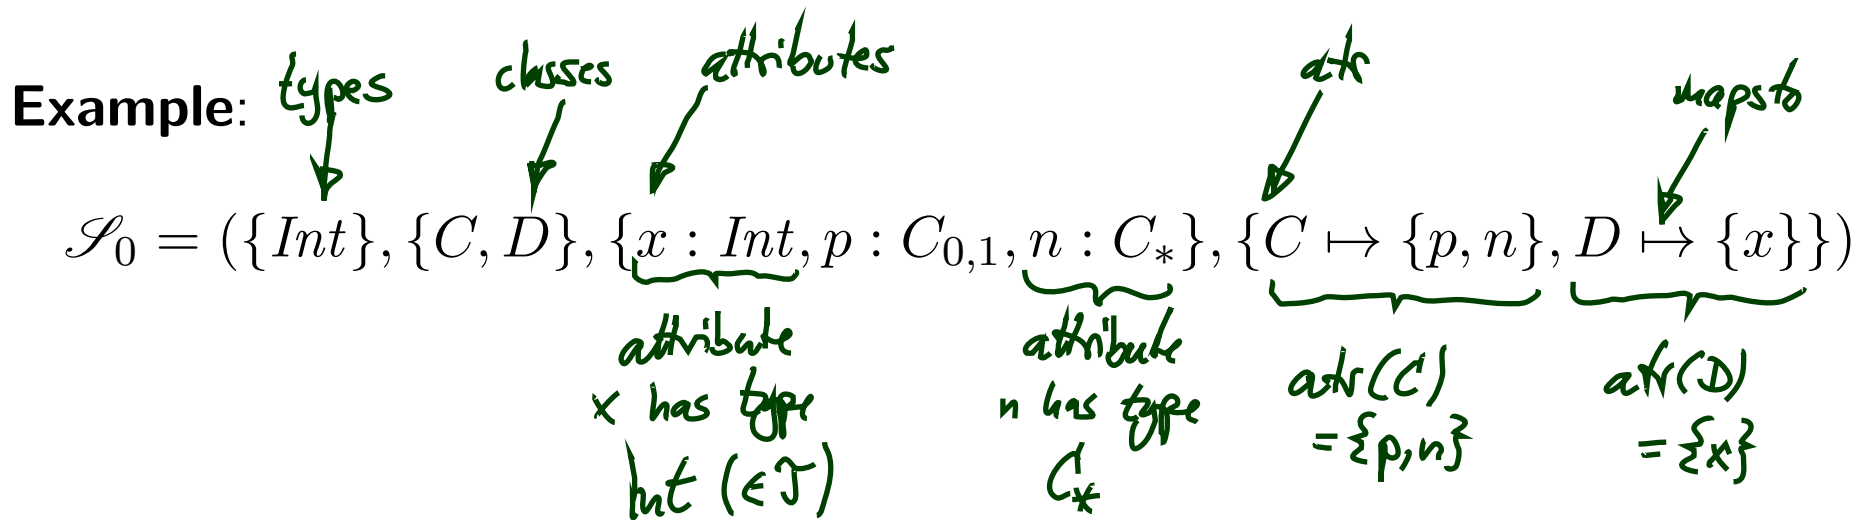 types classes attributes atr mapsto
Example:
𝒮₀ = ({Int}, {C, D}, {x : Int, p : C₀,₁, n : C∗}, {C ↦ {p, n}, D ↦ {x}})
attribute
x has type
Int (∈ 𝒯)
attribute
n has type
C∗
atr(C)
= {p,n}
atr(D)
= {x}